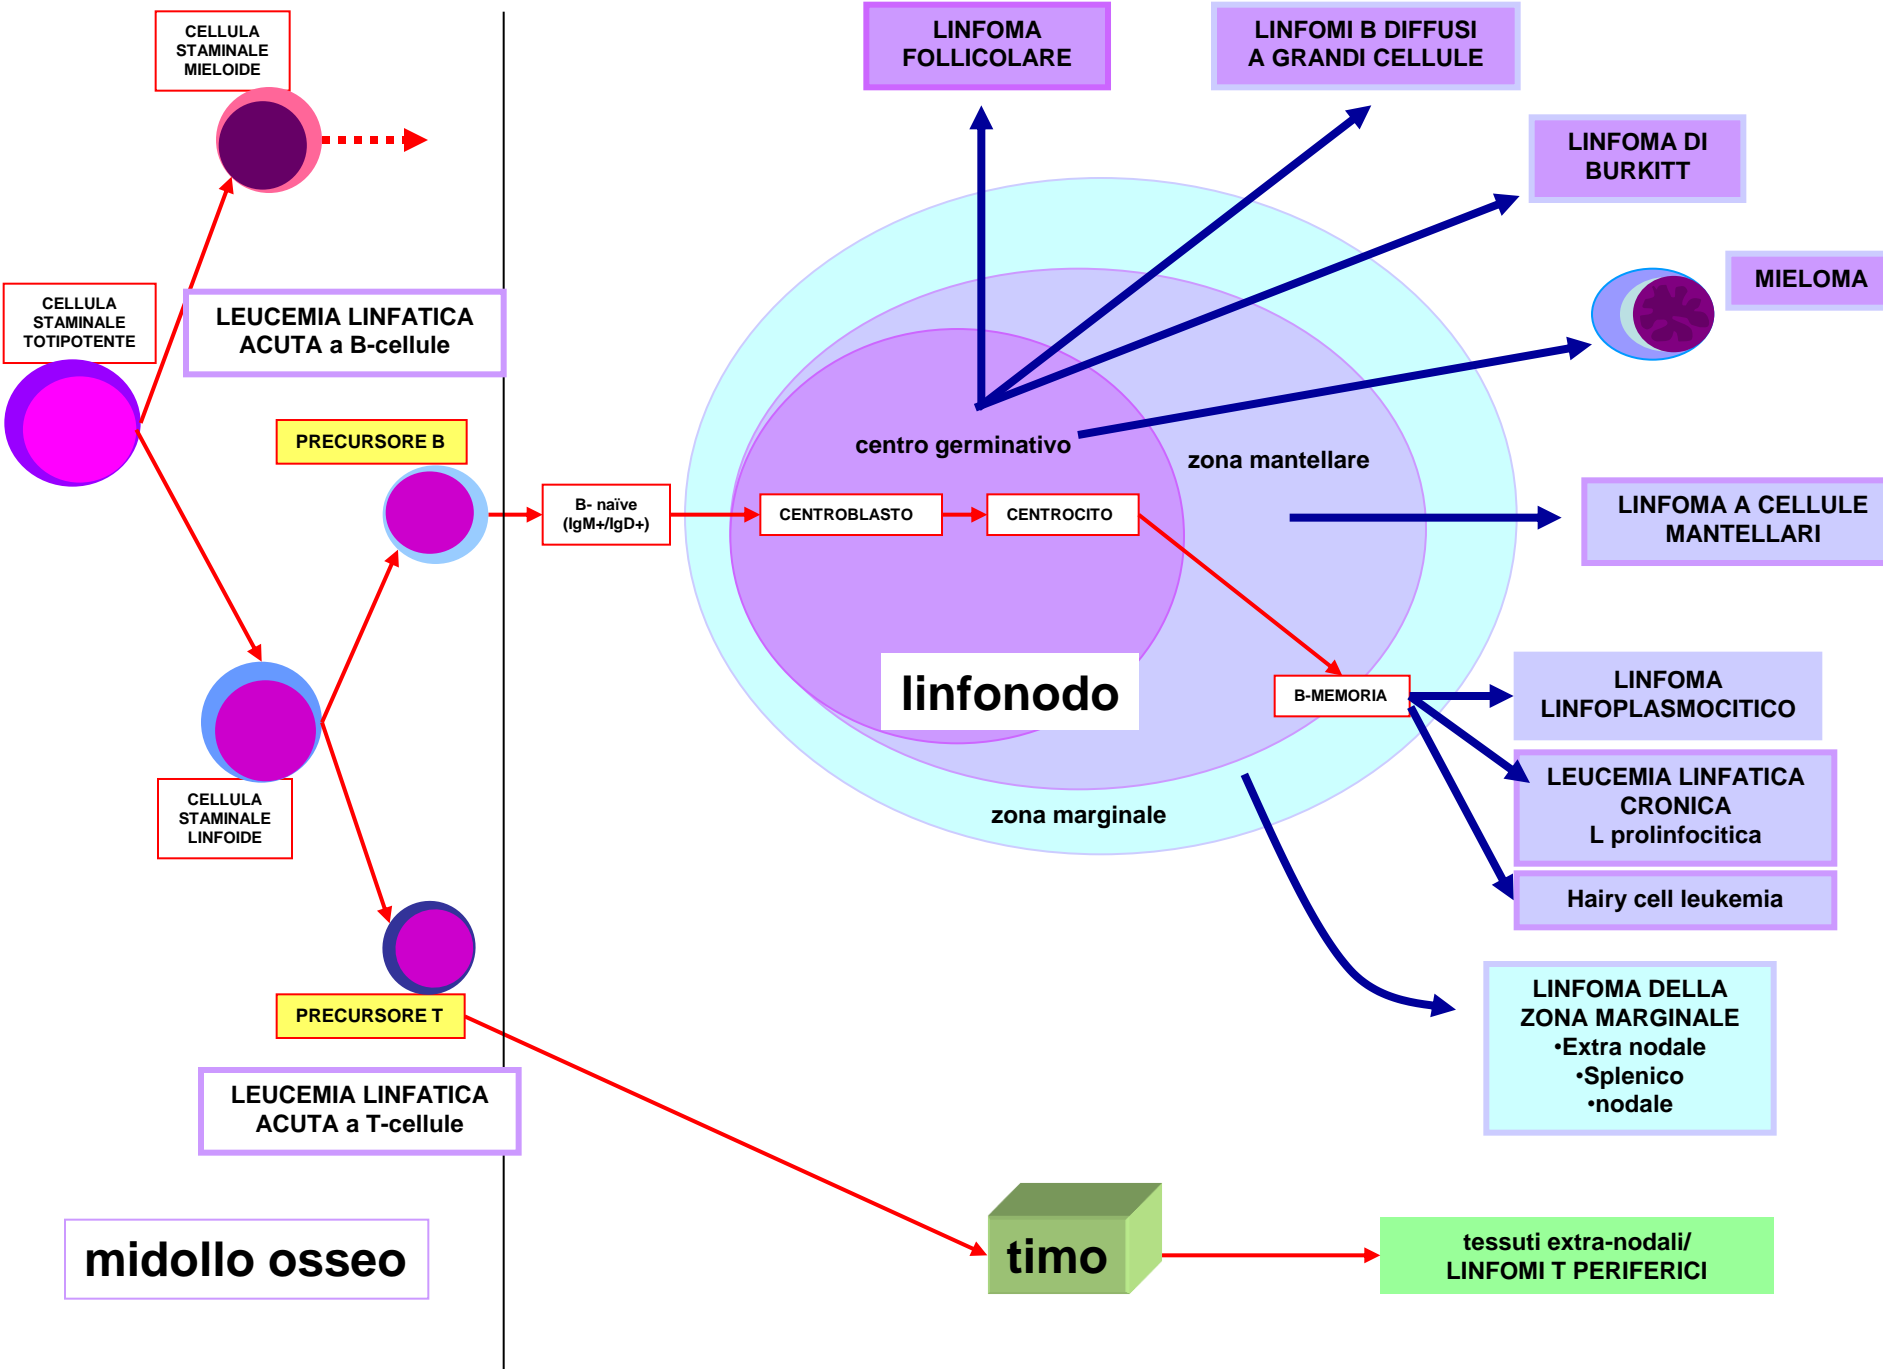 CELLULA
STAMINALE
MIELOIDE
LINFOMA
FOLLICOLARE
LINFOMI B DIFFUSI
A GRANDI CELLULE
LINFOMA DI
BURKITT
MIELOMA
CELLULA
STAMINALE
TOTIPOTENTE
LEUCEMIA LINFATICA
ACUTA a B-cellule
PRECURSORE B
centro germinativo
zona mantellare
B- naïve
(IgM+/IgD+)
CENTROBLASTO
CENTROCITO
LINFOMA A CELLULE
MANTELLARI
linfonodo
B-MEMORIA
LINFOMA
LINFOPLASMOCITICO
CELLULA
STAMINALE
LINFOIDE
zona marginale
LEUCEMIA LINFATICA
CRONICA
L prolinfocitica
Hairy cell leukemia
PRECURSORE T
LINFOMA DELLA
ZONA MARGINALE
•Extra nodale
•Splenico
•nodale
LEUCEMIA LINFATICA
ACUTA a T-cellule
midollo osseo
timo
tessuti extra-nodali/
LINFOMI T PERIFERICI